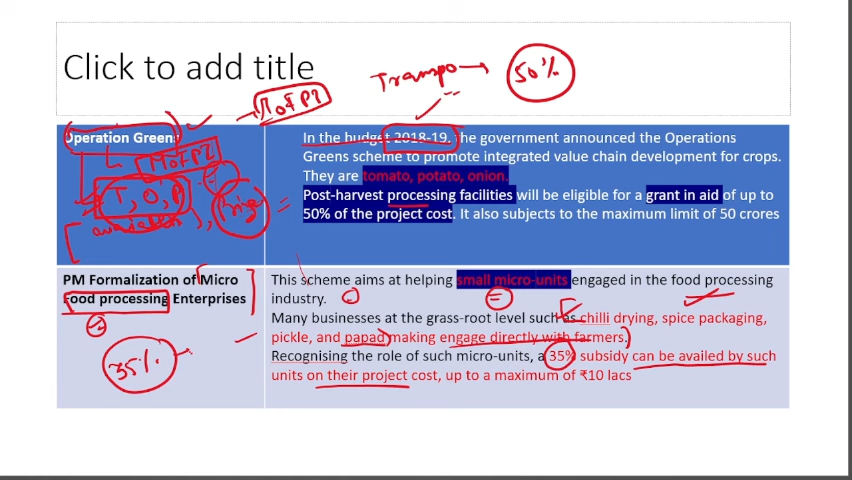 Click to add title
Transpo
50%
MoFPI
Operation Greens
MoFPI
T, O, P
In the budget 2018-19, the government announced the Operations
Greens scheme to promote integrated value chain development for crops.
They are tomato, potato, onion.
Post-harvest processing facilities will be eligible for a grant in aid of up to
50% of the project cost. It also subjects to the maximum limit of 50 crores
PM Formalization of Micro
Food processing Enterprises
35%
This scheme aims at helping small micro-units engaged in the food processing
industry.
Many businesses at the grass-root level such as chilli drying, spice packaging,
pickle, and papad making engage directly with farmers.
Recognising the role of such micro-units, a 35% subsidy can be availed by such
units on their project cost, up to a maximum of ₹10 lacs